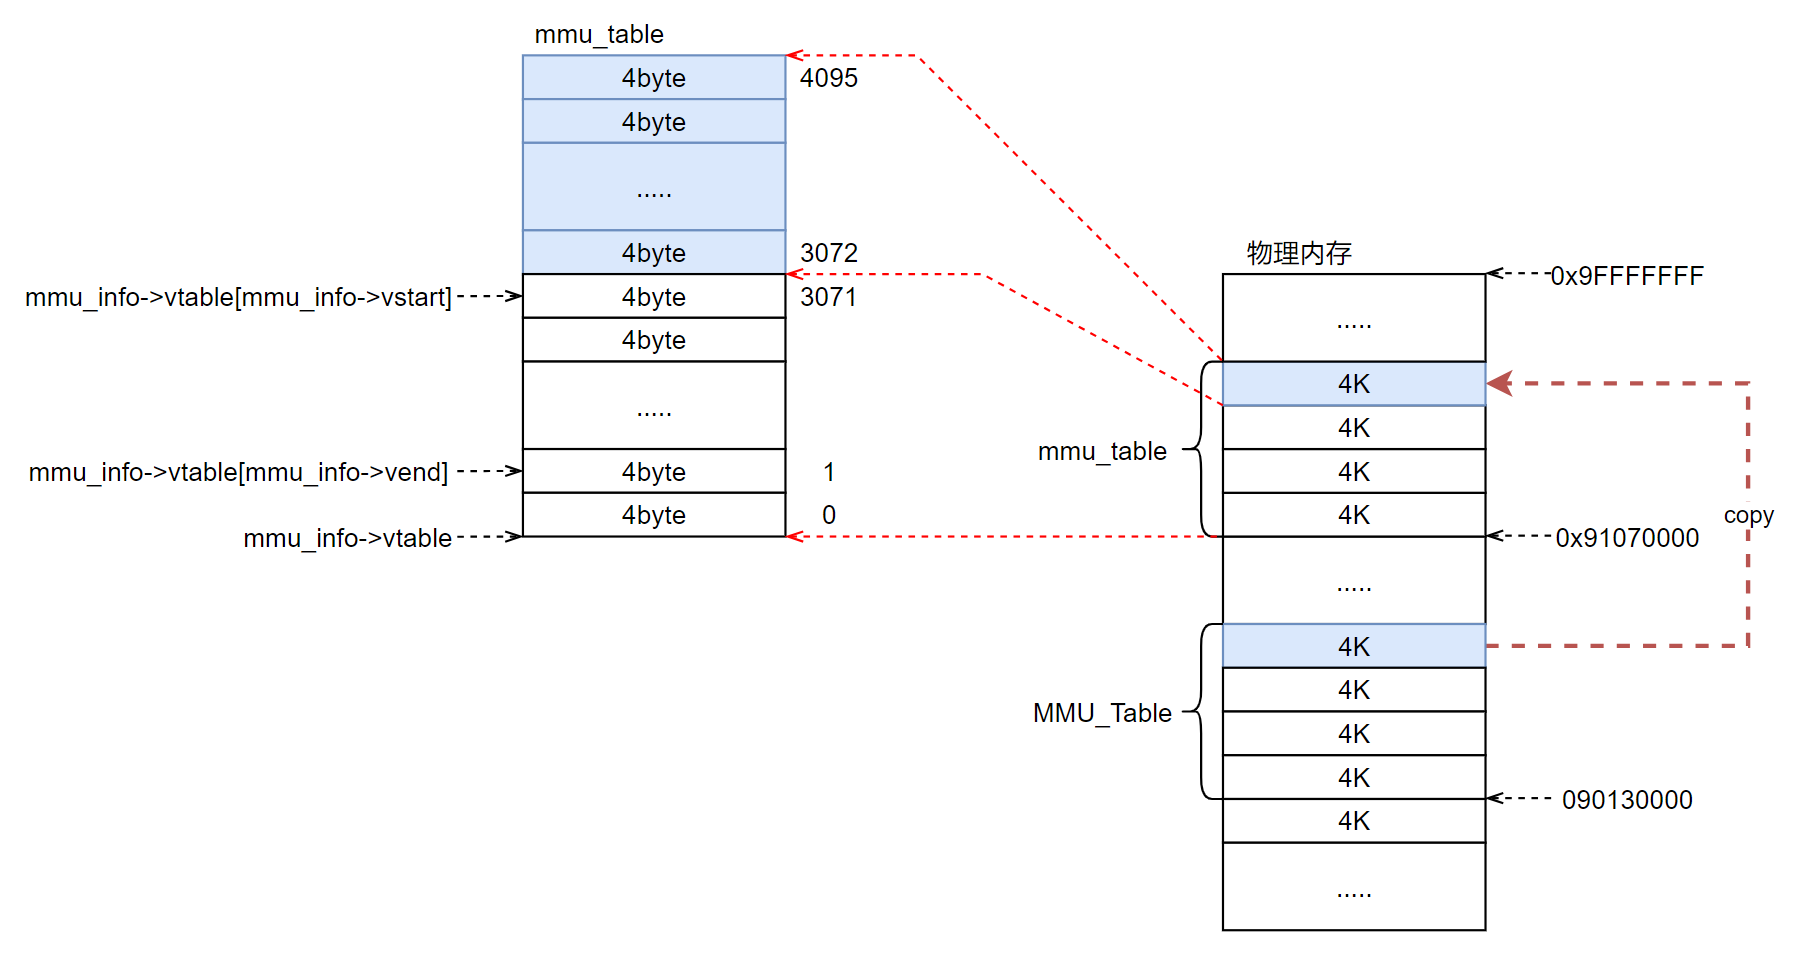 mmu_table
4byte 4095
4byte
.....
4byte 3072
mmu_info->vtable[mmu_info->vstart] 4byte 3071
4byte
.....
mmu_info->vtable[mmu_info->vend] 4byte 1
4byte 0
mmu_info->vtable
物理内存
0x9FFFFFFF
.....
4K
4K
mmu_table
4K
4K
copy
0x91070000
.....
4K
4K
MMU_Table
4K
4K
090130000
4K
.....